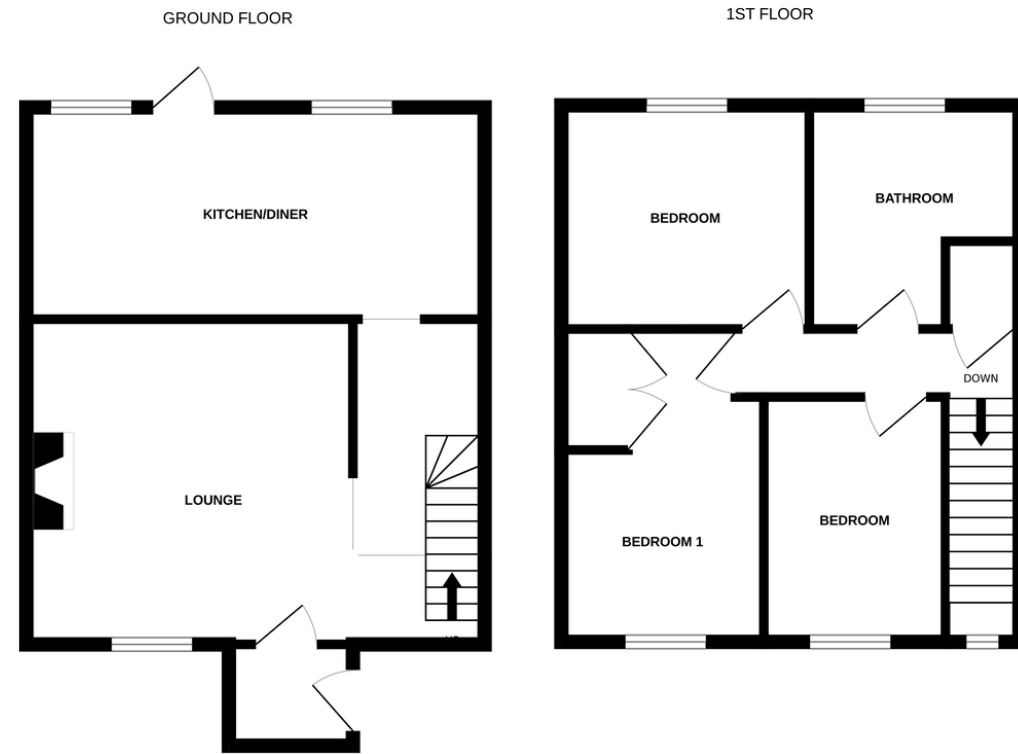 GROUND FLOOR
1ST FLOOR
KITCHEN/DINER
LOUNGE
BEDROOM
BATHROOM
DOWN
BEDROOM 1
BEDROOM